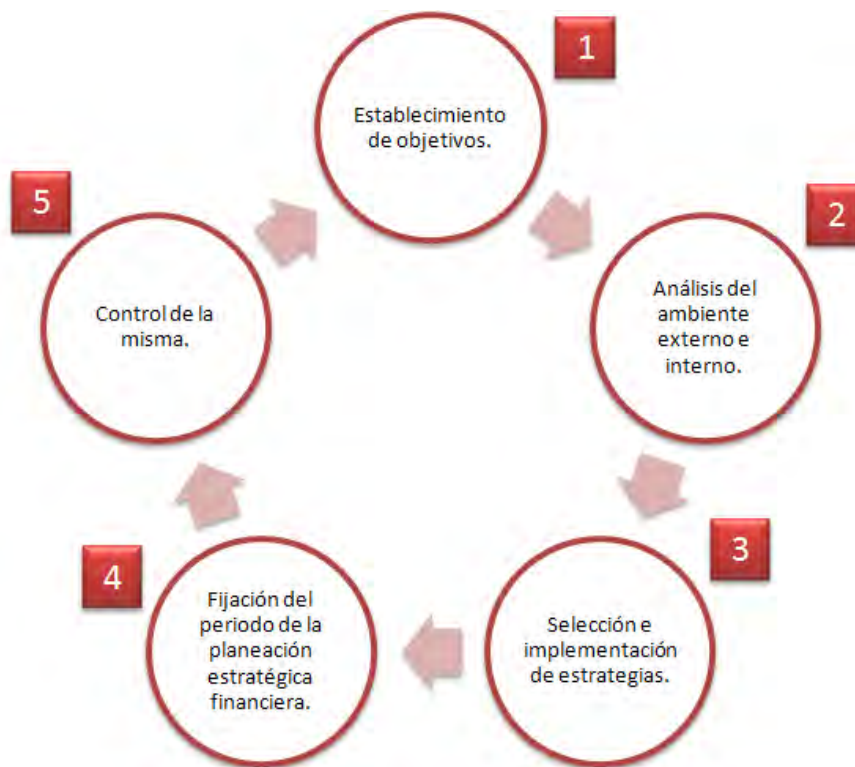 1
Establecimiento
de objetivos.
2
Análisis del
ambiente
externo e
interno.
3
Selección e
implementación
de estrategias.
4
Fijación del
periodo de la
planeación
estratégica
financiera.
5
Control de la
misma.